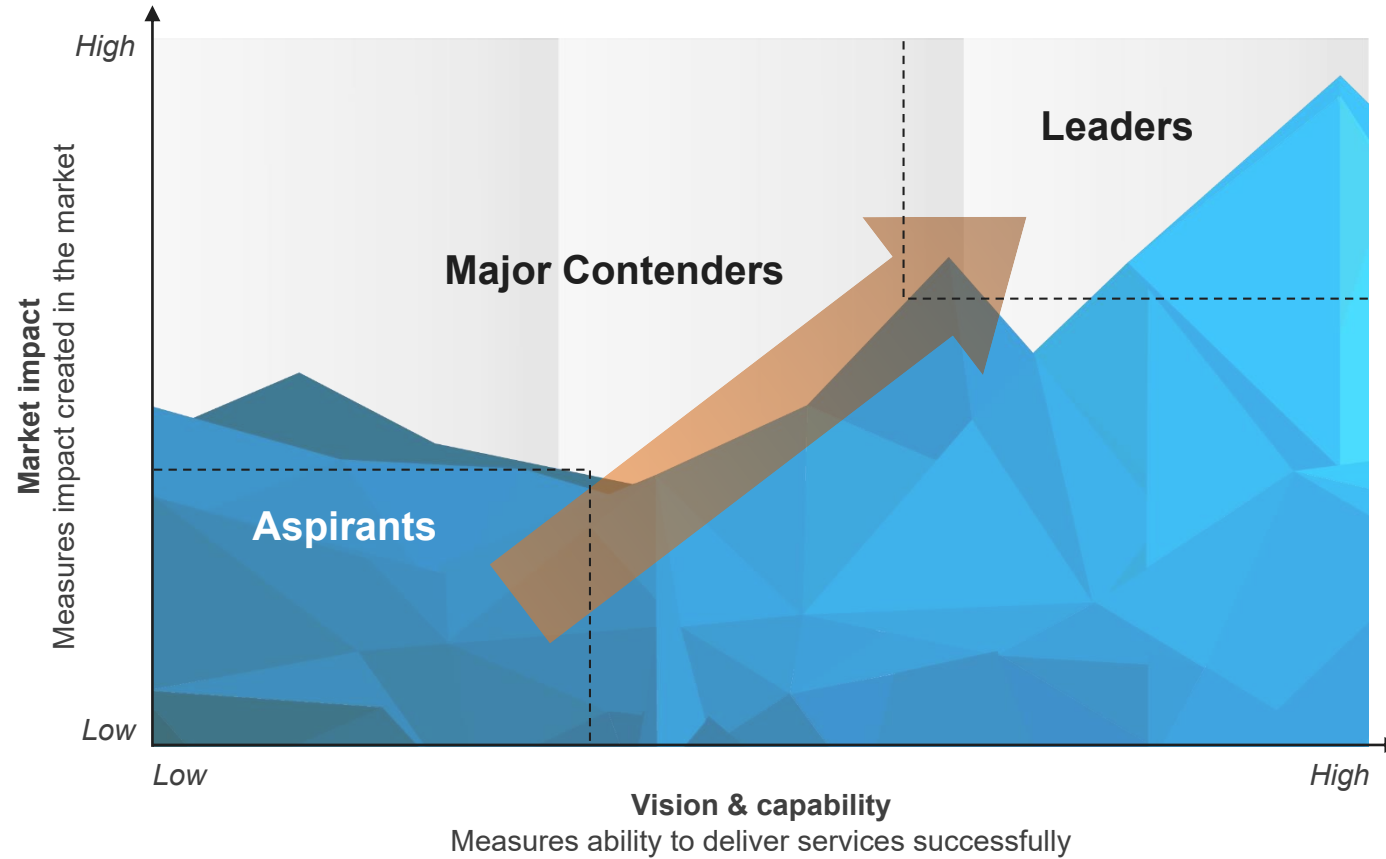 High
Leaders
Major Contenders
Market impact
Measures impact created in the market
Aspirants
Low
Low
High
Vision & capability
Measures ability to deliver services successfully